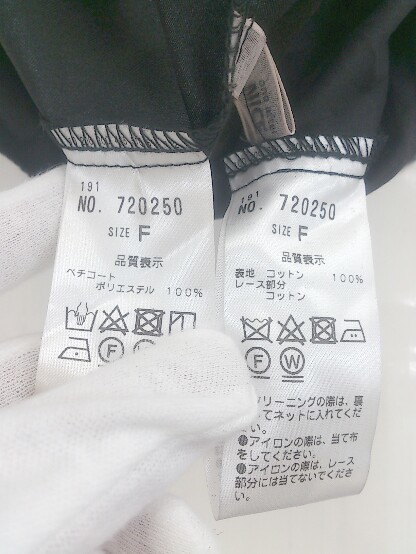 191
NO. 720250
SIZE F
品質表示
ペチコート
ポリエステル 100%
F
191
NO. 720250
SIZE F
品質表示
表地 コットン 100%
レース部分
コットン
F W
リーニングの際は、裏
てネットに入れてくだ
い。
●アイロンの際は、当て布
をしてください。
●アイロンの際は、レース
部分には当てないでくださ
い。